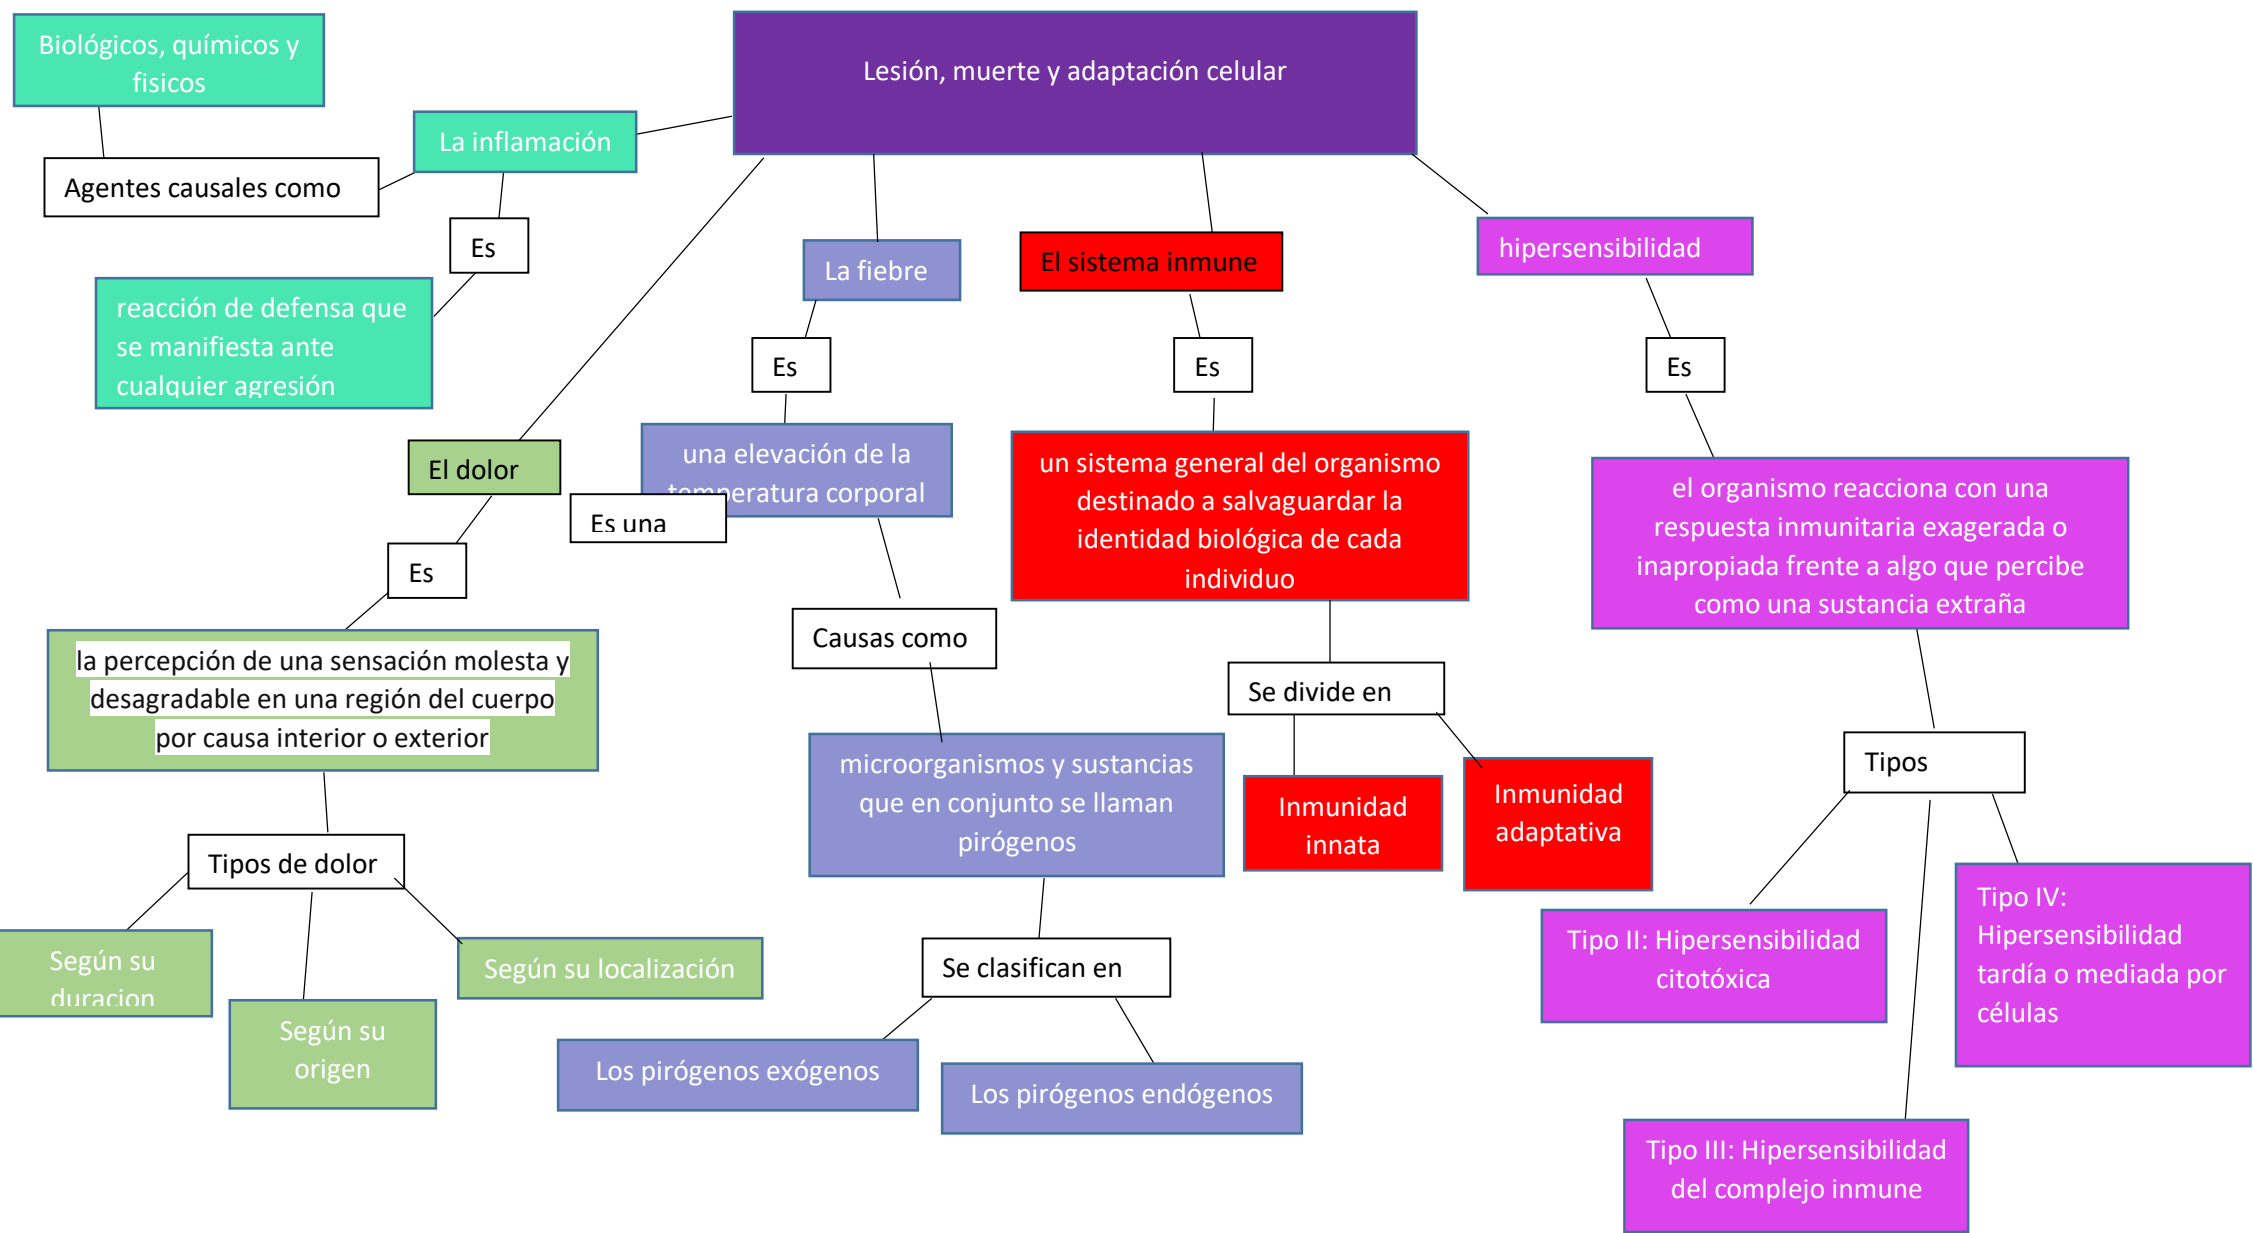 Biológicos, químicos y
fisicos
Lesión, muerte y adaptación celular
La inflamación
Agentes causales como
Es
reacción de defensa que
se manifiesta ante
cualquier agresión
La fiebre
El sistema inmune
hipersensibilidad
Es
Es
Es
El dolor
una elevación de la
temperatura corporal
Es una
un sistema general del organismo
destinado a salvaguardar la
identidad biológica de cada
individuo
el organismo reacciona con una
respuesta inmunitaria exagerada o
inapropiada frente a algo que percibe
como una sustancia extraña
Es
la percepción de una sensación molesta y
desagradable en una región del cuerpo
por causa interior o exterior
Causas como
Se divide en
Tipos
microorganismos y sustancias
que en conjunto se llaman
pirógenos
Inmunidad
innata
Inmunidad
adaptativa
Tipos de dolor
Según su
duracion
Según su
origen
Según su localización
Se clasifican en
Los pirógenos exógenos
Los pirógenos endógenos
Tipo II: Hipersensibilidad
citotóxica
Tipo IV:
Hipersensibilidad
tardía o mediada por
células
Tipo III: Hipersensibilidad
del complejo inmune